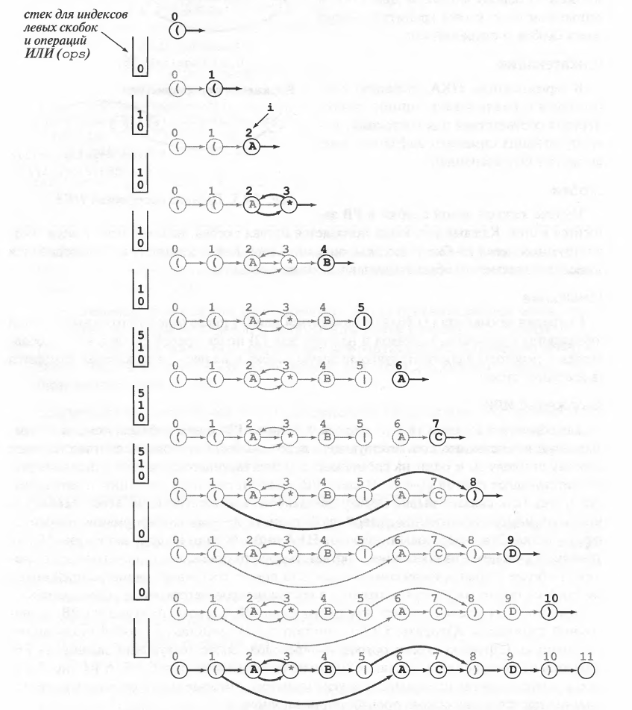 стек для индексов
левых скобок
и операций
ИЛИ (ops)
0
(
0
0 1
( (
1
0
i
0 1 2
( ( A
1
0
0 1 2 3
( ( A *
1
0
0 1 2 3 4
( ( A * B
1
0
0 1 2 3 4 5
( ( A * B |
5
1
0
0 1 2 3 4 5 6
( ( A * B | A
5
1
0
0 1 2 3 4 5 6 7
( ( A * B | A C
5
1
0
0 1 2 3 4 5 6 7 8
( ( A * B | A C )
0
0 1 2 3 4 5 6 7 8 9
( ( A * B | A C ) D
0
0 1 2 3 4 5 6 7 8 9 10
( ( A * B | A C ) D )
0 1 2 3 4 5 6 7 8 9 10 11
( ( A * B | A C ) D )